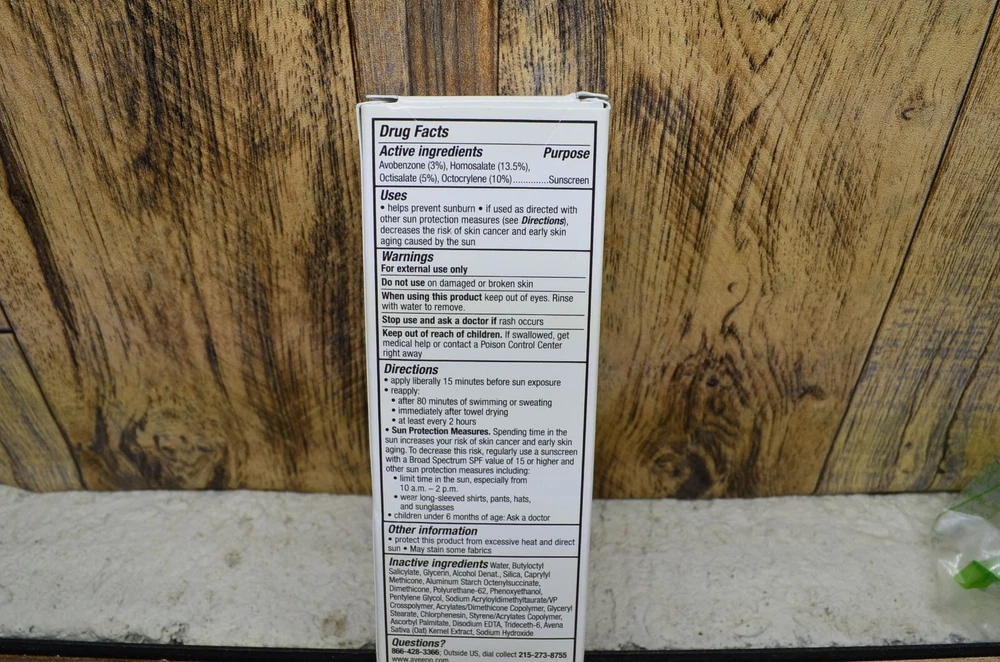 Drug Facts
Active ingredients Purpose
Avobenzone (3%), Homosalate (13.5%),
Octisalate (5%), Octocrylene (10%)..............Sunscreen
Uses
• helps prevent sunburn • if used as directed with
other sun protection measures (see Directions),
decreases the risk of skin cancer and early skin
aging caused by the sun
Warnings
For external use only
Do not use on damaged or broken skin
When using this product keep out of eyes. Rinse
with water to remove.
Stop use and ask a doctor if rash occurs
Keep out of reach of children. If swallowed, get
medical help or contact a Poison Control Center
right away
Directions
• apply liberally 15 minutes before sun exposure
• reapply:
• after 80 minutes of swimming or sweating
• immediately after towel drying
• at least every 2 hours
• Sun Protection Measures. Spending time in the
sun increases your risk of skin cancer and early skin
aging. To decrease this risk, regularly use a sunscreen
with a Broad Spectrum SPF value of 15 or higher and
other sun protection measures including:
• limit time in the sun, especially from
10 a.m. – 2 p.m.
• wear long-sleeved shirts, pants, hats,
and sunglasses
• children under 6 months of age: Ask a doctor
Other information
• protect this product from excessive heat and direct
sun • May stain some fabrics
Inactive ingredients Water, Butyloctyl
Salicylate, Glycerin, Alcohol Denat., Silica, Caprylyl
Methicone, Aluminum Starch Octenylsuccinate,
Dimethicone, Polyurethane-62, Phenoxyethanol,
Pentylene Glycol, Sodium Acryloyldimethyltaurate/VP
Crosspolymer, Acrylates/Dimethicone Copolymer, Glyceryl
Stearate, Chlorphenesin, Styrene/Acrylates Copolymer,
Ascorbyl Palmitate, Disodium EDTA, Trideceth-6, Avena
Sativa (Oat) Kernel Extract, Sodium Hydroxide
Questions?
866-428-3366; Outside US, dial collect 215-273-8755
www.aveeno.com